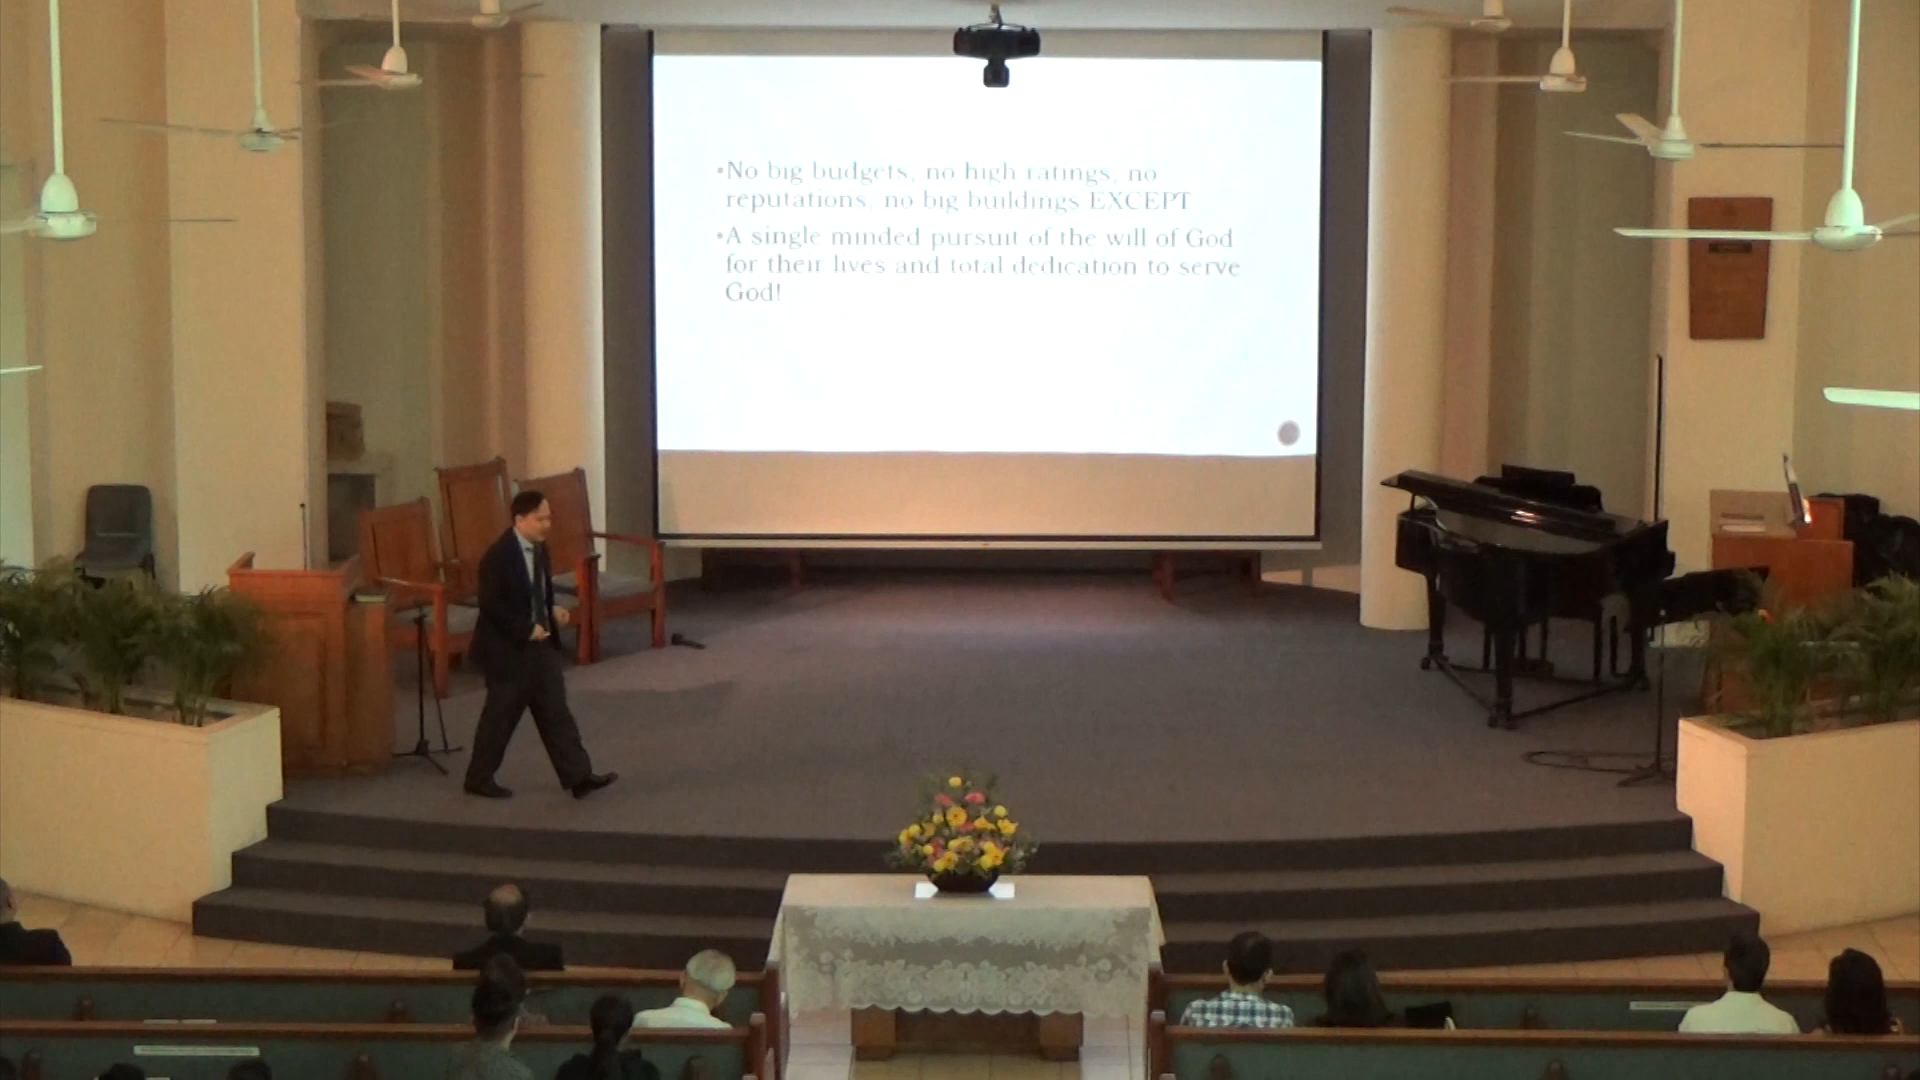 •No big budgets, no high ratings, no
reputations, no big buildings EXCEPT
•A single minded pursuit of the will of God
for their lives and total dedication to serve
God!